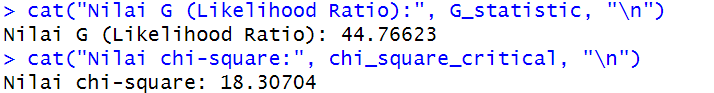 > cat("Nilai G (Likelihood Ratio):", G_statistic, "\n")
Nilai G (Likelihood Ratio): 44.76623
> cat("Nilai chi-square:", chi_square_critical, "\n")
Nilai chi-square: 18.30704